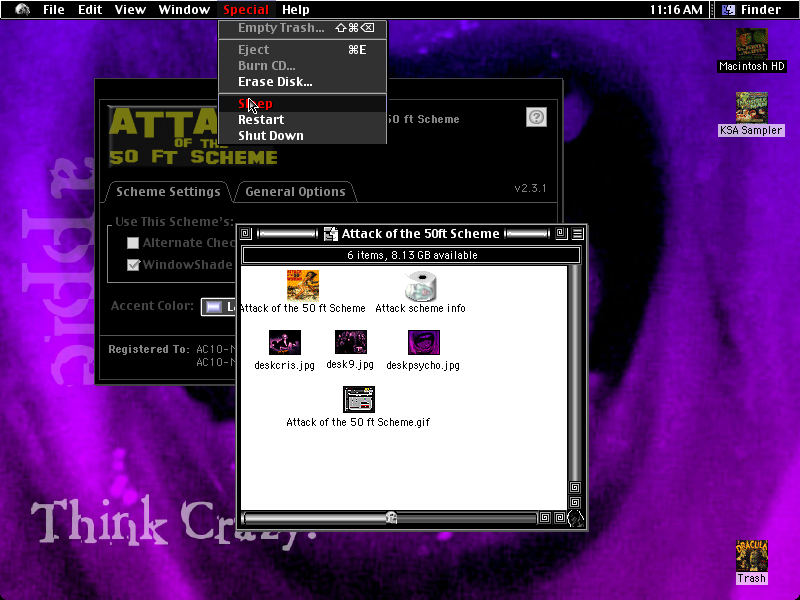 File Edit View Window Special Help 11:16 AM Finder
Empty Trash... ⇧⌘⌫
Eject ⌘E
Burn CD...
Erase Disk...
Sleep
Restart
Shut Down
Macintosh HD
KSA Sampler
ATTA
OF THE
50 FT SCHEME
50 ft Scheme
Scheme Settings General Options v2.3.1
Use This Scheme's:
Alternate Chec
WindowShade
Accent Color:
Registered To: AC10-
AC10-
Attack of the 50ft Scheme
6 items, 8.13 GB available
Attack of the 50 ft Scheme Attack scheme info
deskcris.jpg desk9.jpg deskpsycho.jpg
Attack of the 50 ft Scheme.gif
Think Crazy.
DRACULA
Trash